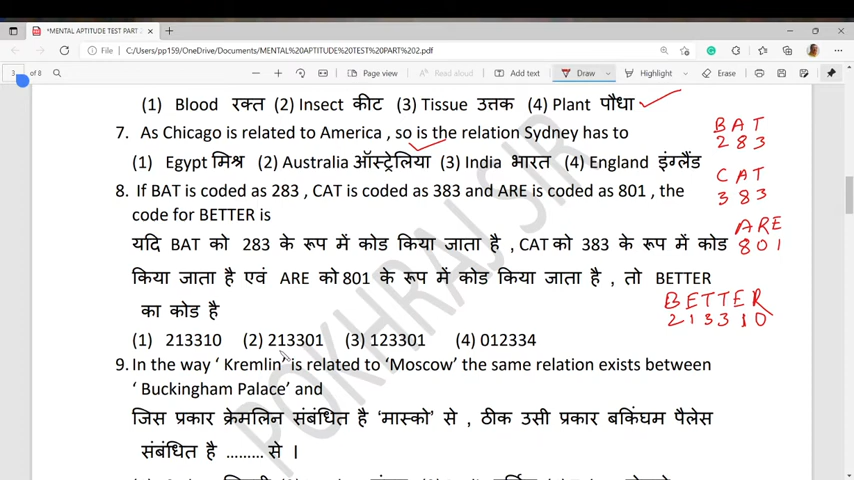 *MENTAL APTITUDE TEST PART 2.
File
C:/Users/pp159/OneDrive/Documents/MENTAL%20APTITUDE%20TEST%20PART%202.pdf
3 of 8
Page view
Read aloud
Add text
Draw
Highlight
Erase
(1) Blood रक्त (2) Insect कीट (3) Tissue उत्तक (4) Plant पौधा
7. As Chicago is related to America , so is the relation Sydney has to
(1) Egypt मिश्र (2) Australia ऑस्ट्रेलिया (3) India भारत (4) England इंग्लैंड
8. If BAT is coded as 283 , CAT is coded as 383 and ARE is coded as 801 , the
code for BETTER is
यदि BAT को 283 के रूप में कोड किया जाता है , CAT को 383 के रूप में कोड
किया जाता है एवं ARE को 801 के रूप में कोड किया जाता है , तो BETTER
का कोड है
(1) 213310 (2) 213301 (3) 123301 (4) 012334
9. In the way ‘ Kremlin’ is related to ‘Moscow’ the same relation exists between
‘ Buckingham Palace’ and
जिस प्रकार क्रेमलिन संबंधित है ‘मास्को’ से , ठीक उसी प्रकार बकिंघम पैलेस
संबंधित है ......... से ।
BAT
283
CAT
383
ARE
801
BETTER
213310
POKHRAJ SIR